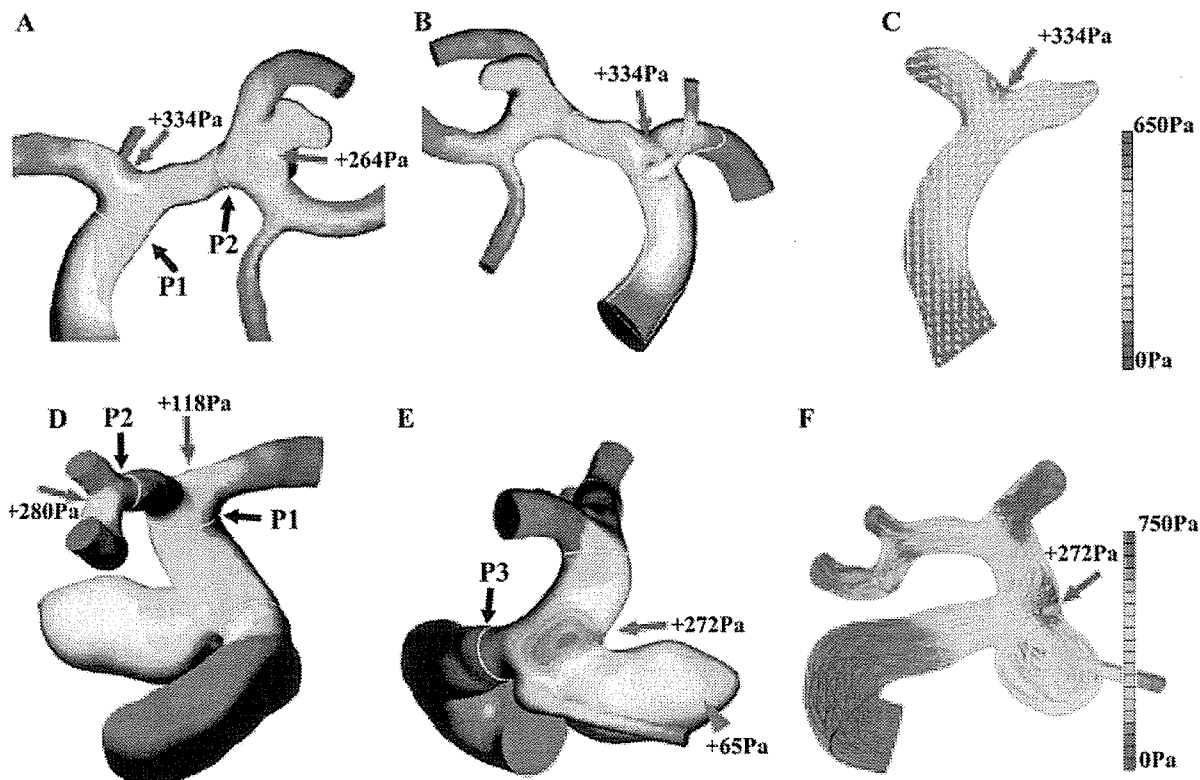 A
B
C
+334Pa
+334Pa
+334Pa
+264Pa
650Pa
P2
P1
0Pa
D
P2
+118Pa
E
F
+280Pa
P1
P3
750Pa
+272Pa
+272Pa
+65Pa
0Pa